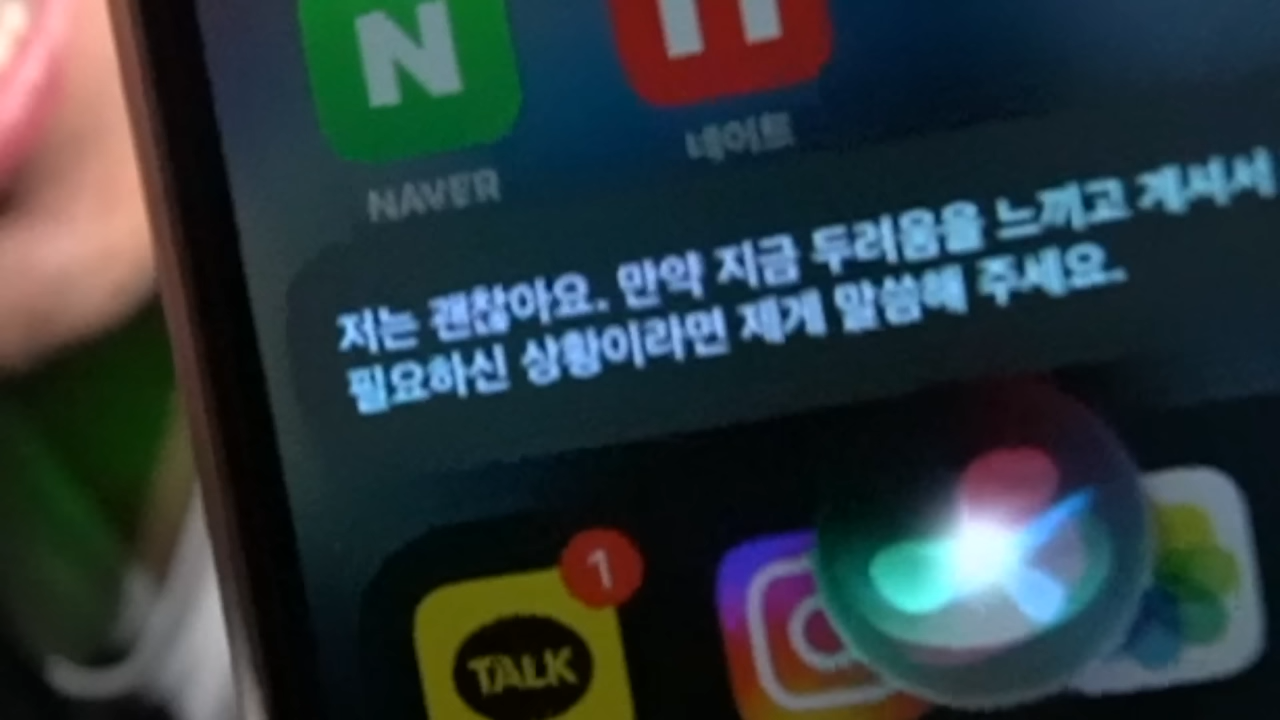 N
NAVER
네이트
저는 괜찮아요. 만약 지금 두려움을 느끼고 계셔서
필요하신 상황이라면 제게 말씀해 주세요.
1
TALK